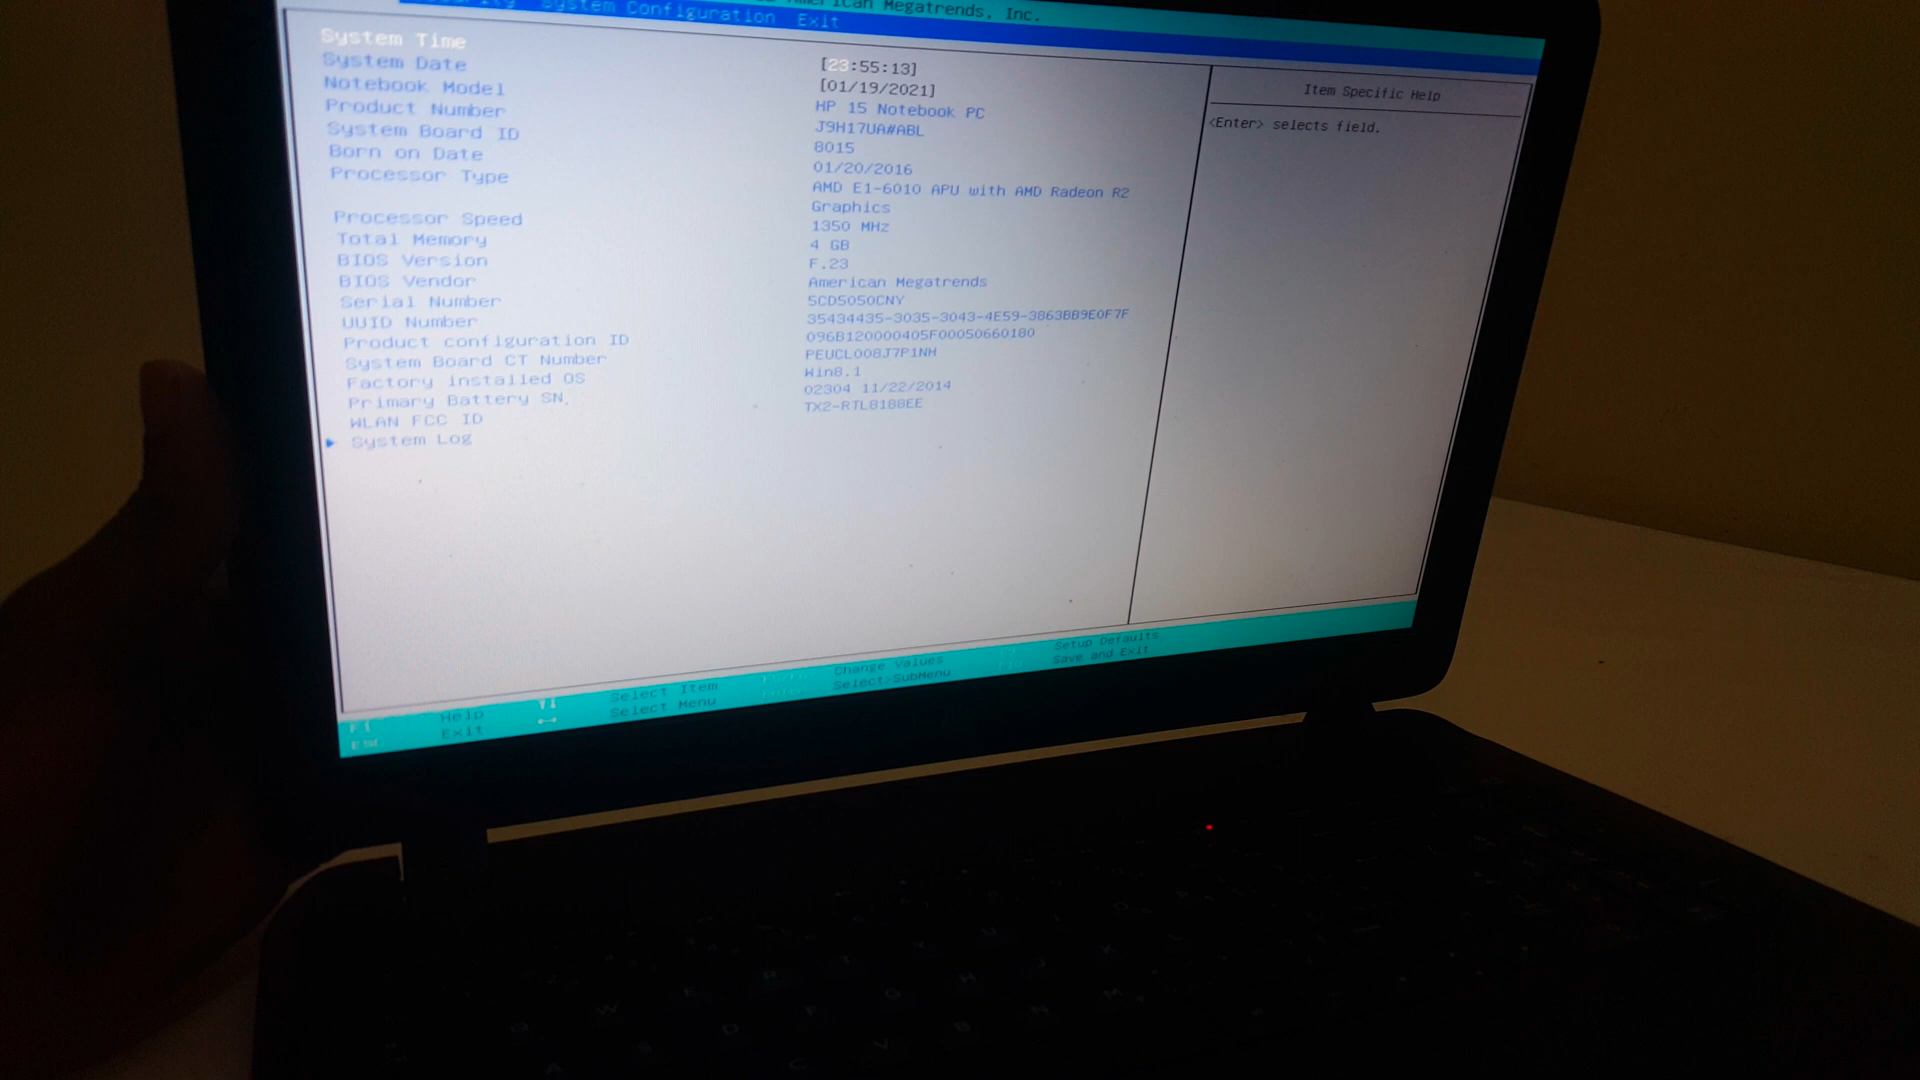 American Megatrends, Inc.
System Configuration Exit
System Time [23:55:13]
System Date [01/19/2021]
Notebook Model HP 15 Notebook PC
Product Number J9H17UA#ABL
System Board ID 8015
Born on Date 01/20/2016
Processor Type AMD E1-6010 APU with AMD Radeon R2
Graphics
Processor Speed 1350 MHz
Total Memory 4 GB
BIOS Version F.23
BIOS Vendor American Megatrends
Serial Number 5CD5050CNY
UUID Number 35434435-3035-3043-4E59-3863BB9E0F7F
Product configuration ID 096B120000405F00050660180
System Board CT Number PEUCL008J7P1NH
Factory installed OS Win8.1
Primary Battery SN. 02304 11/22/2014
WLAN FCC ID TX2-RTL8188EE
System Log
Item Specific Help
<Enter> selects field.
F1 Help Select Item Change Values Setup Defaults
ESC Exit Select Menu Enter Select>SubMenu Save and Exit